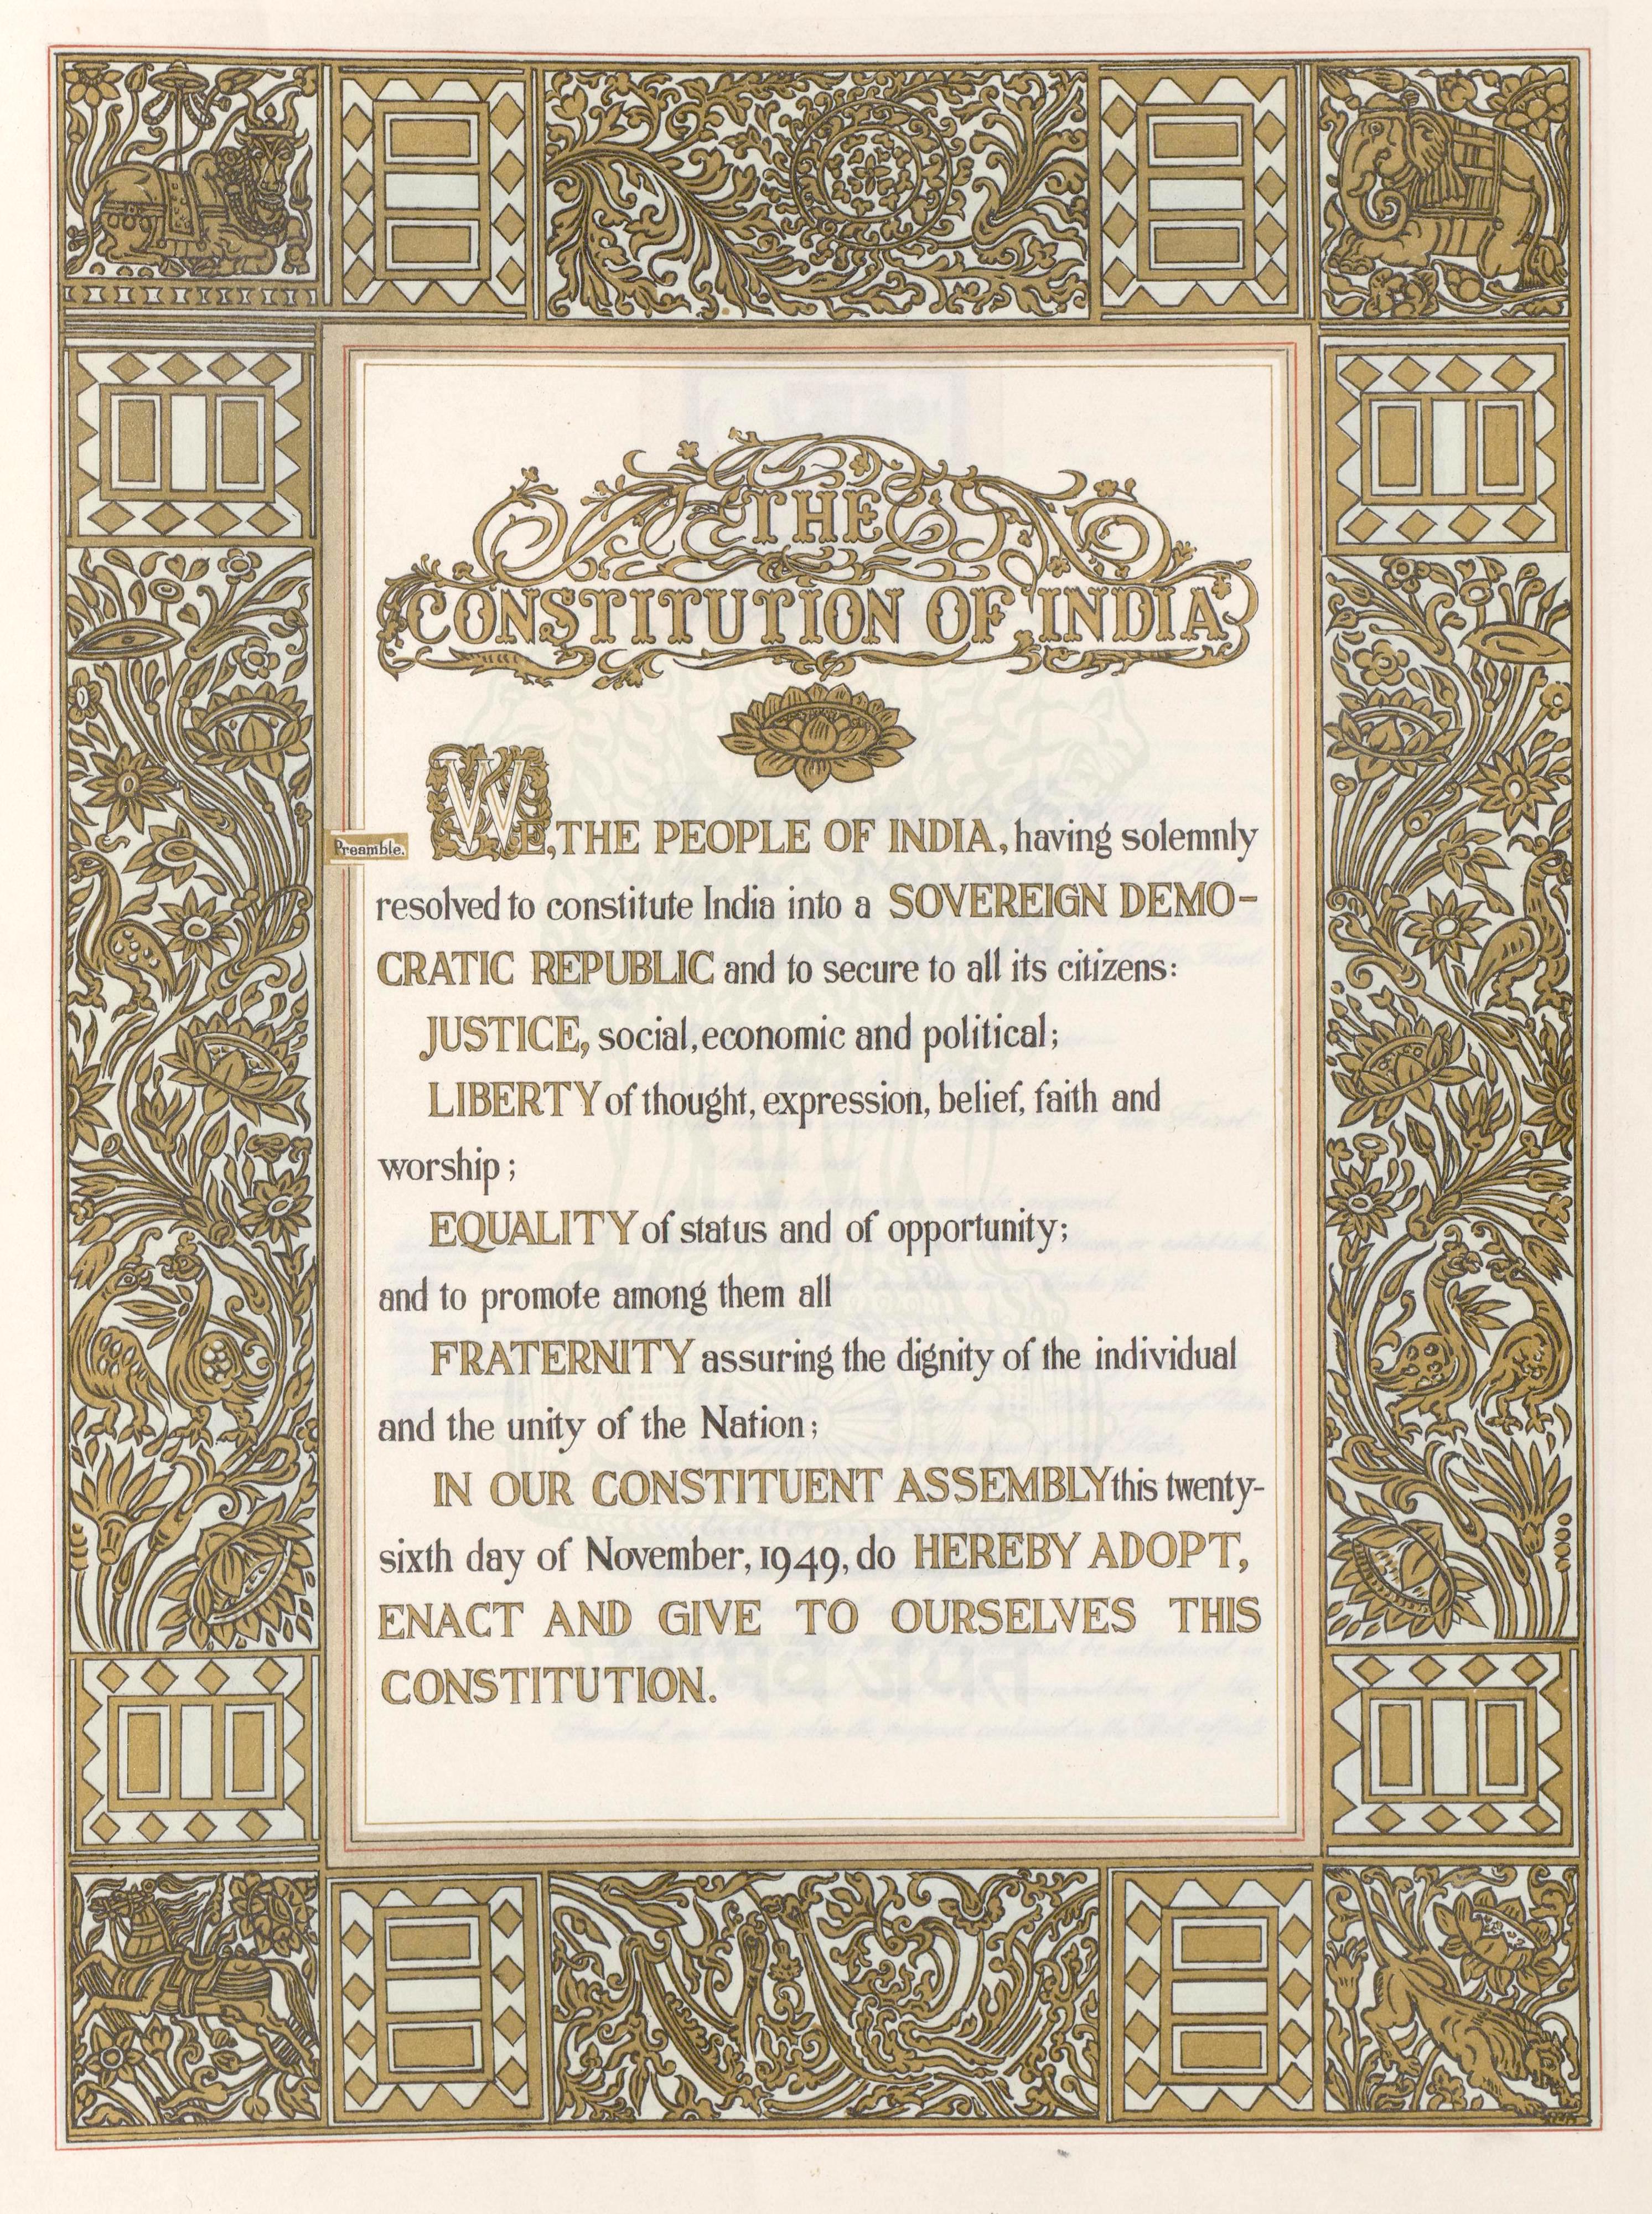 THE
CONSTITUTION OF INDIA
Preamble.
WE, THE PEOPLE OF INDIA, having solemnly
resolved to constitute India into a SOVEREIGN DEMO-
CRATIC REPUBLIC and to secure to all its citizens:
JUSTICE, social, economic and political;
LIBERTY of thought, expression, belief, faith and
worship;
EQUALITY of status and of opportunity;
and to promote among them all
FRATERNITY assuring the dignity of the individual
and the unity of the Nation;
IN OUR CONSTITUENT ASSEMBLY this twenty-
sixth day of November, 1949, do HEREBY ADOPT,
ENACT AND GIVE TO OURSELVES THIS
CONSTITUTION.